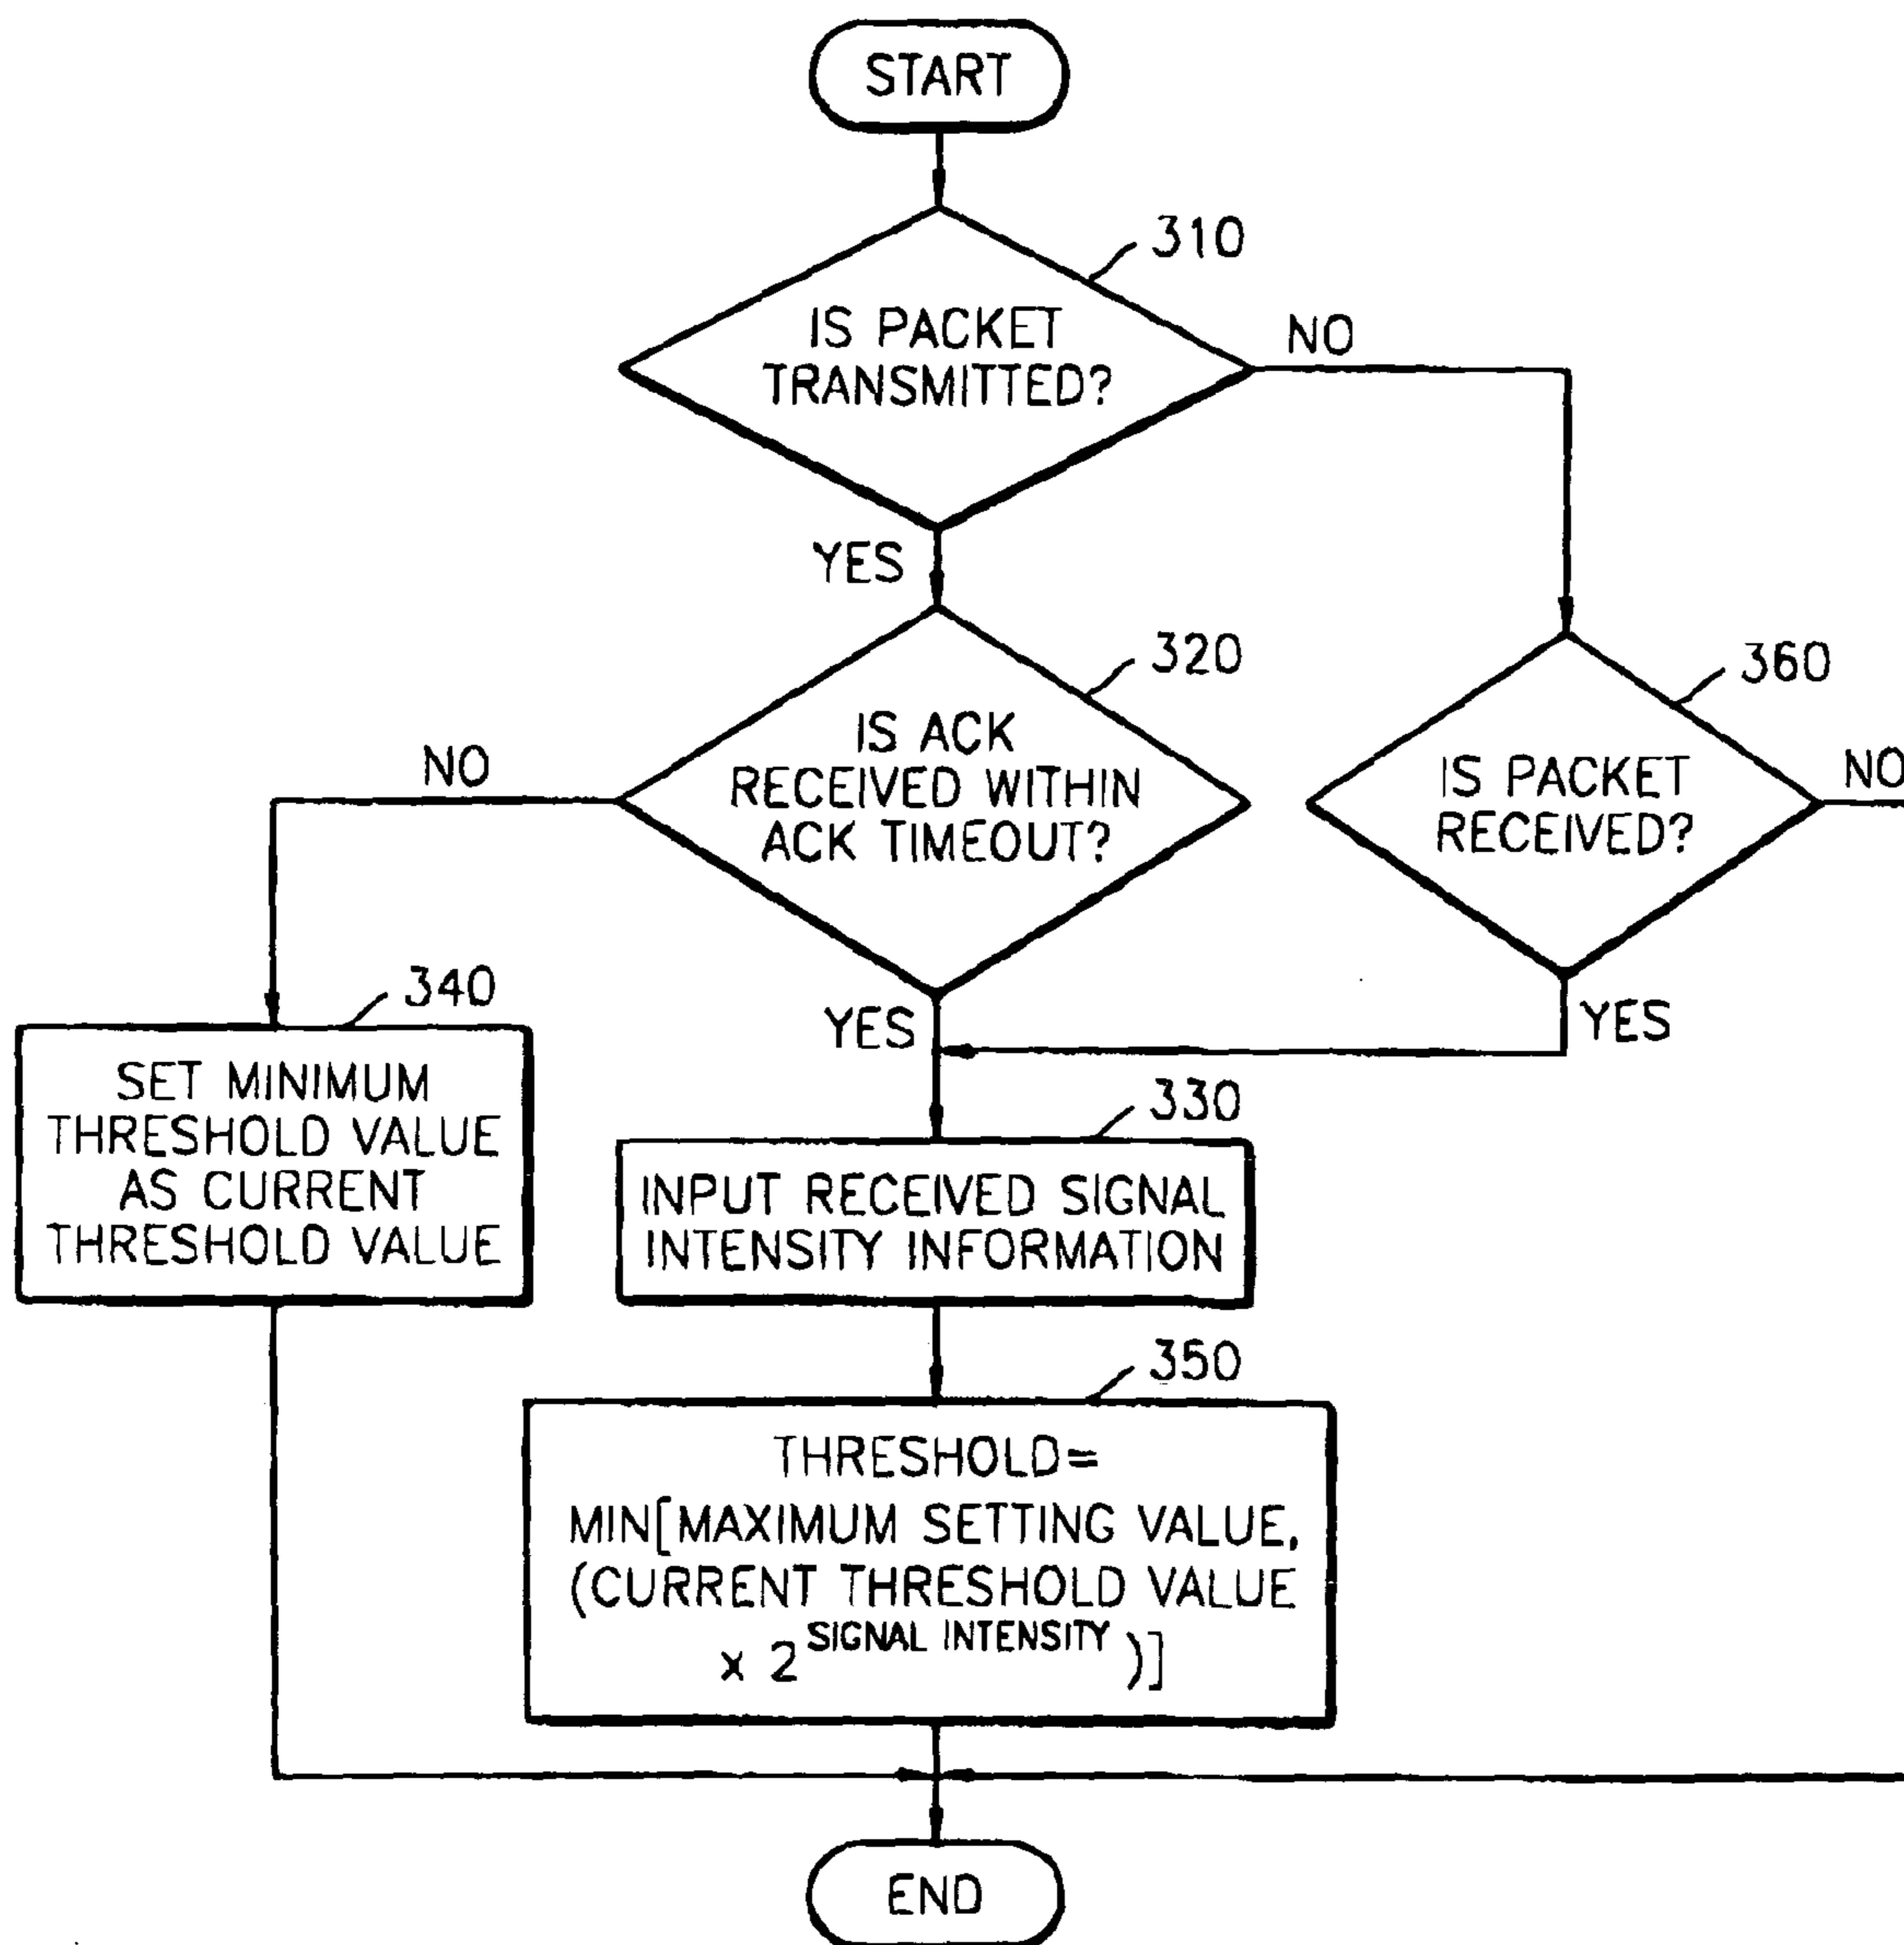 START
310
IS PACKET
TRANSMITTED?
NO
YES
320
IS ACK
RECEIVED WITHIN
ACK TIMEOUT?
NO
360
IS PACKET
RECEIVED?
NO
YES
YES
340
SET MINIMUM
THRESHOLD VALUE
AS CURRENT
THRESHOLD VALUE
330
INPUT RECEIVED SIGNAL
INTENSITY INFORMATION
350
THRESHOLD=
MIN[MAXIMUM SETTING VALUE,
(CURRENT THRESHOLD VALUE
x 2 SIGNAL INTENSITY )]
END